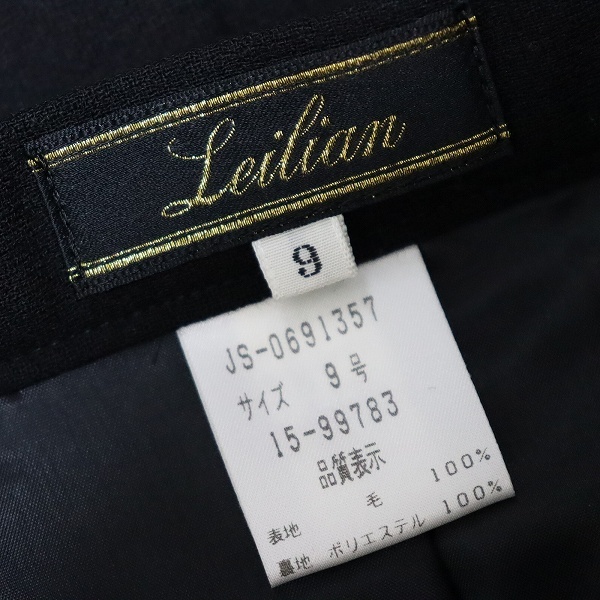 Leilian
9
JS-0691357
サイズ 9号
15-99783
品質表示
表地 毛 100%
裏地 ポリエステル 100%